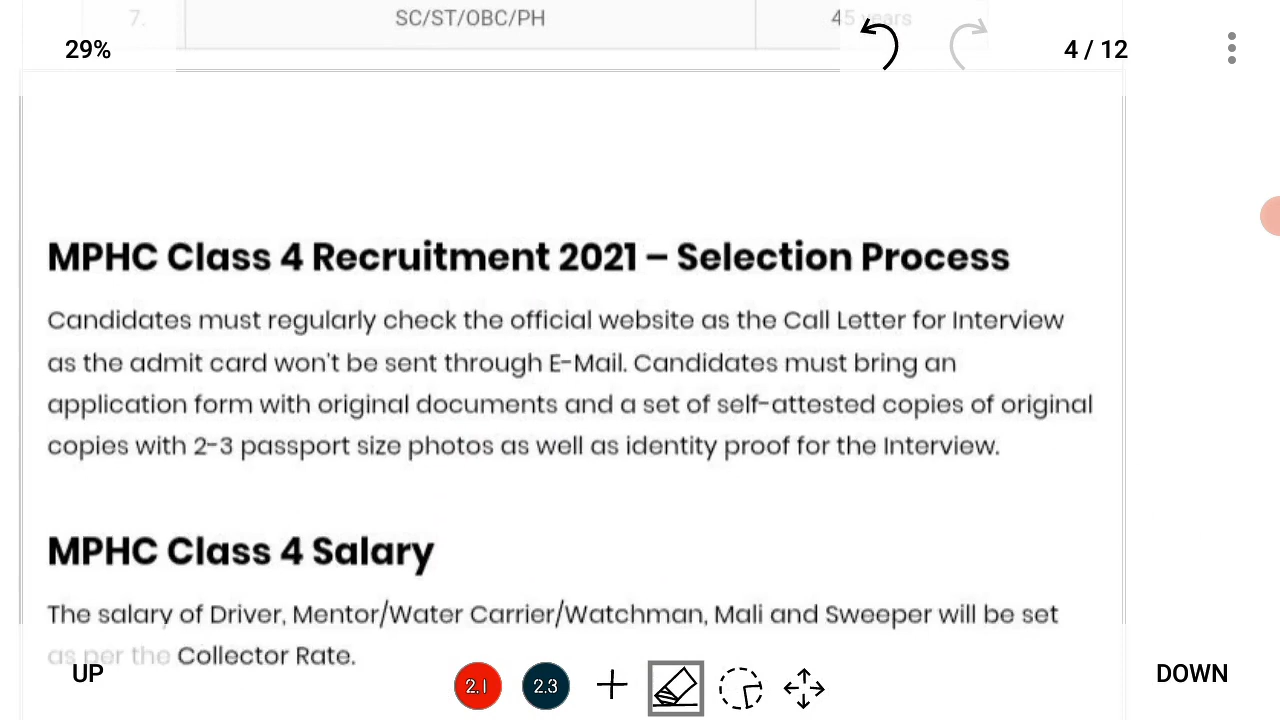 7. SC/ST/OBC/PH 45 years
29% 4 / 12
MPHC Class 4 Recruitment 2021 – Selection Process
Candidates must regularly check the official website as the Call Letter for Interview
as the admit card won't be sent through E-Mail. Candidates must bring an
application form with original documents and a set of self-attested copies of original
copies with 2-3 passport size photos as well as identity proof for the Interview.
MPHC Class 4 Salary
The salary of Driver, Mentor/Water Carrier/Watchman, Mali and Sweeper will be set
as per the Collector Rate.
UP 2.1 2.3 DOWN